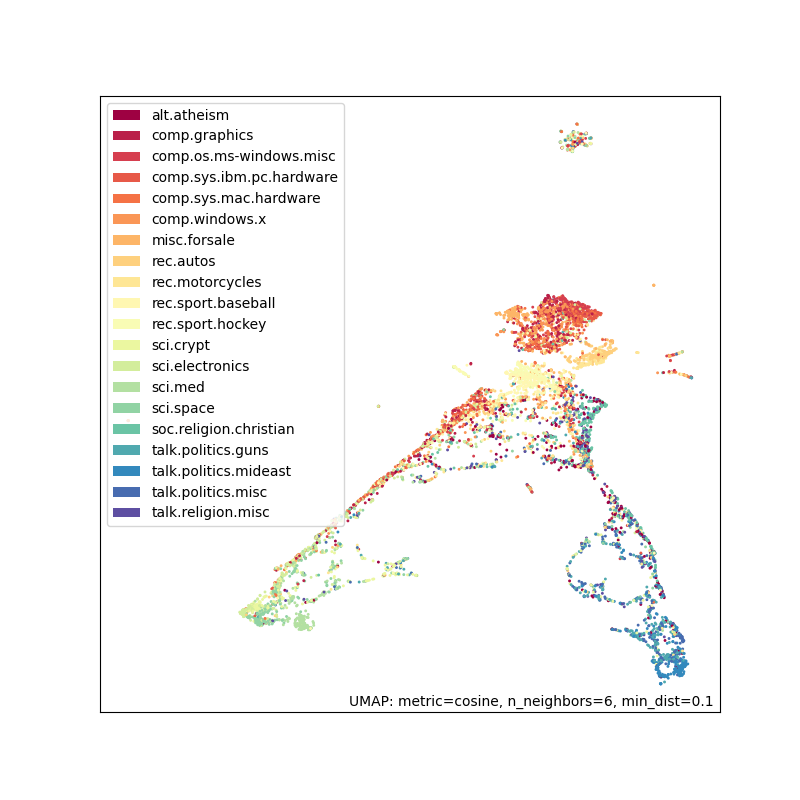 alt.atheism
comp.graphics
comp.os.ms-windows.misc
comp.sys.ibm.pc.hardware
comp.sys.mac.hardware
comp.windows.x
misc.forsale
rec.autos
rec.motorcycles
rec.sport.baseball
rec.sport.hockey
sci.crypt
sci.electronics
sci.med
sci.space
soc.religion.christian
talk.politics.guns
talk.politics.mideast
talk.politics.misc
talk.religion.misc
UMAP: metric=cosine, n_neighbors=6, min_dist=0.1